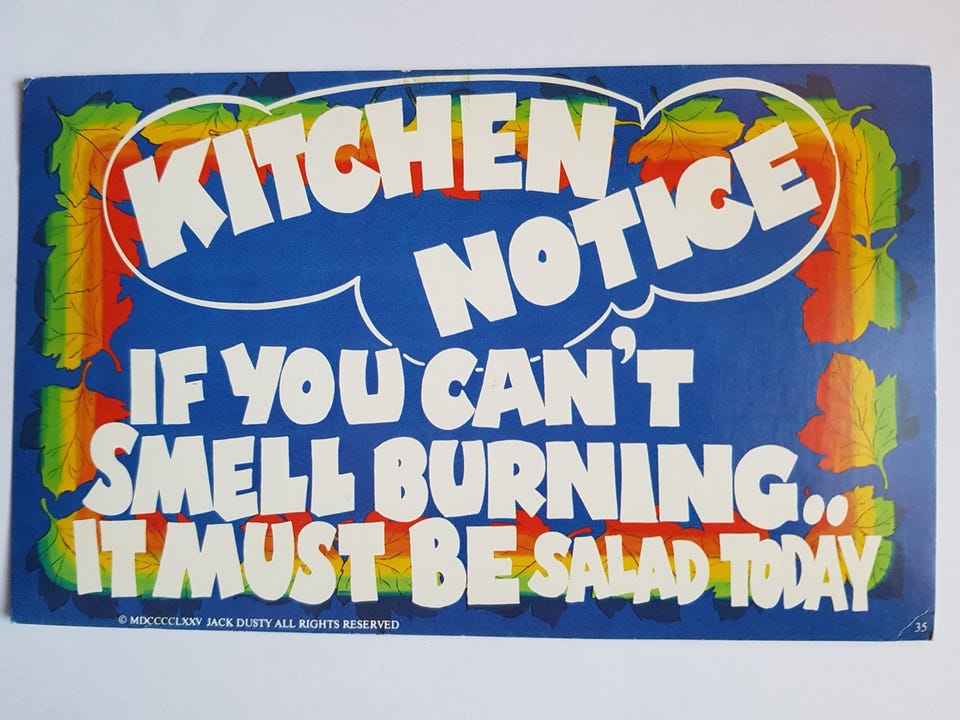 KITCHEN
NOTICE
IF YOU CAN'T
SMELL BURNING..
IT MUST BE SALAD TODAY
© MDCCCCLXXV JACK DUSTY ALL RIGHTS RESERVED
35